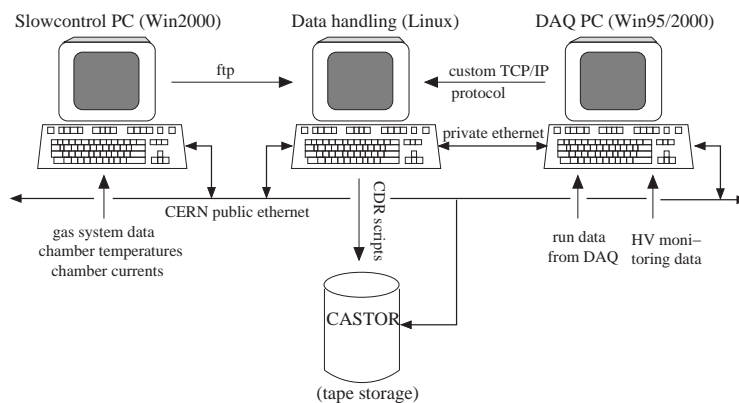 Slowcontrol PC (Win2000)
Data handling (Linux)
DAQ PC (Win95/2000)
ftp
custom TCP/IP
protocol
private ethernet
CERN public ethernet
CDR scripts
gas system data
chamber temperatures
chamber currents
run data
from DAQ
HV moni–
toring data
CASTOR
(tape storage)